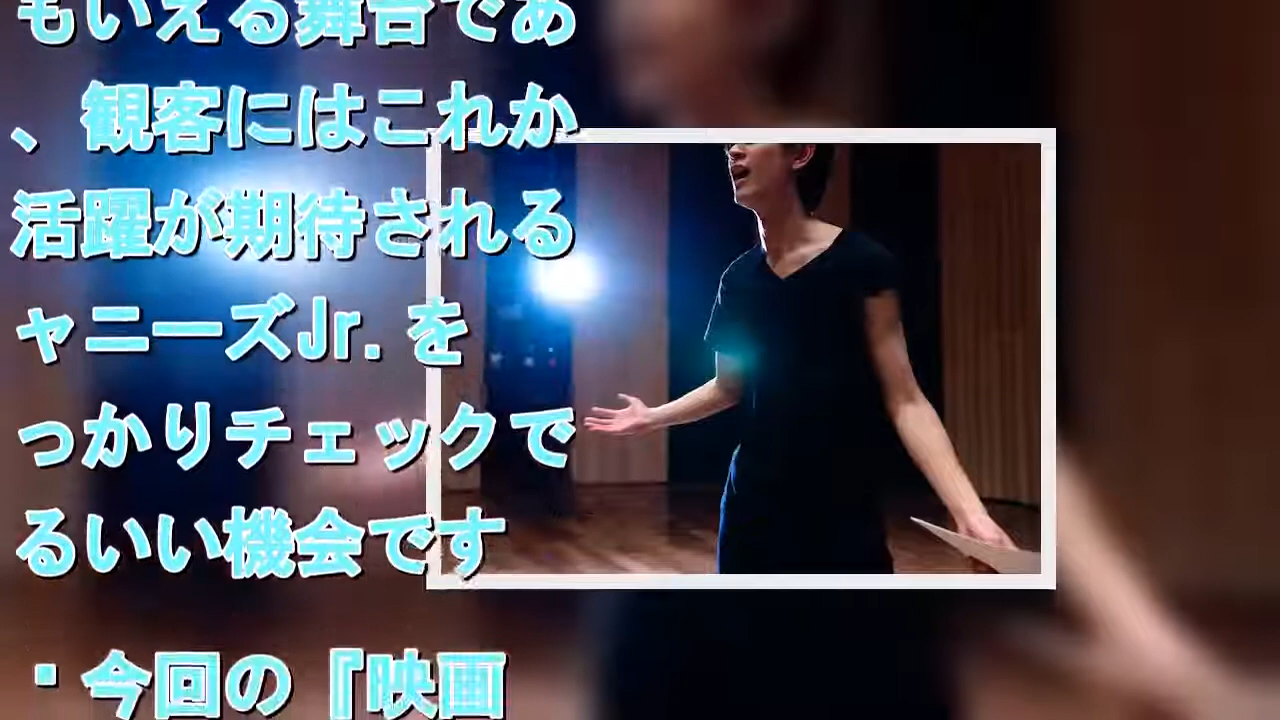 もいえる舞台であ
、観客にはこれか
活躍が期待される
ャニーズJr.を
っかりチェックで
るいい機会です
・今回の『映画